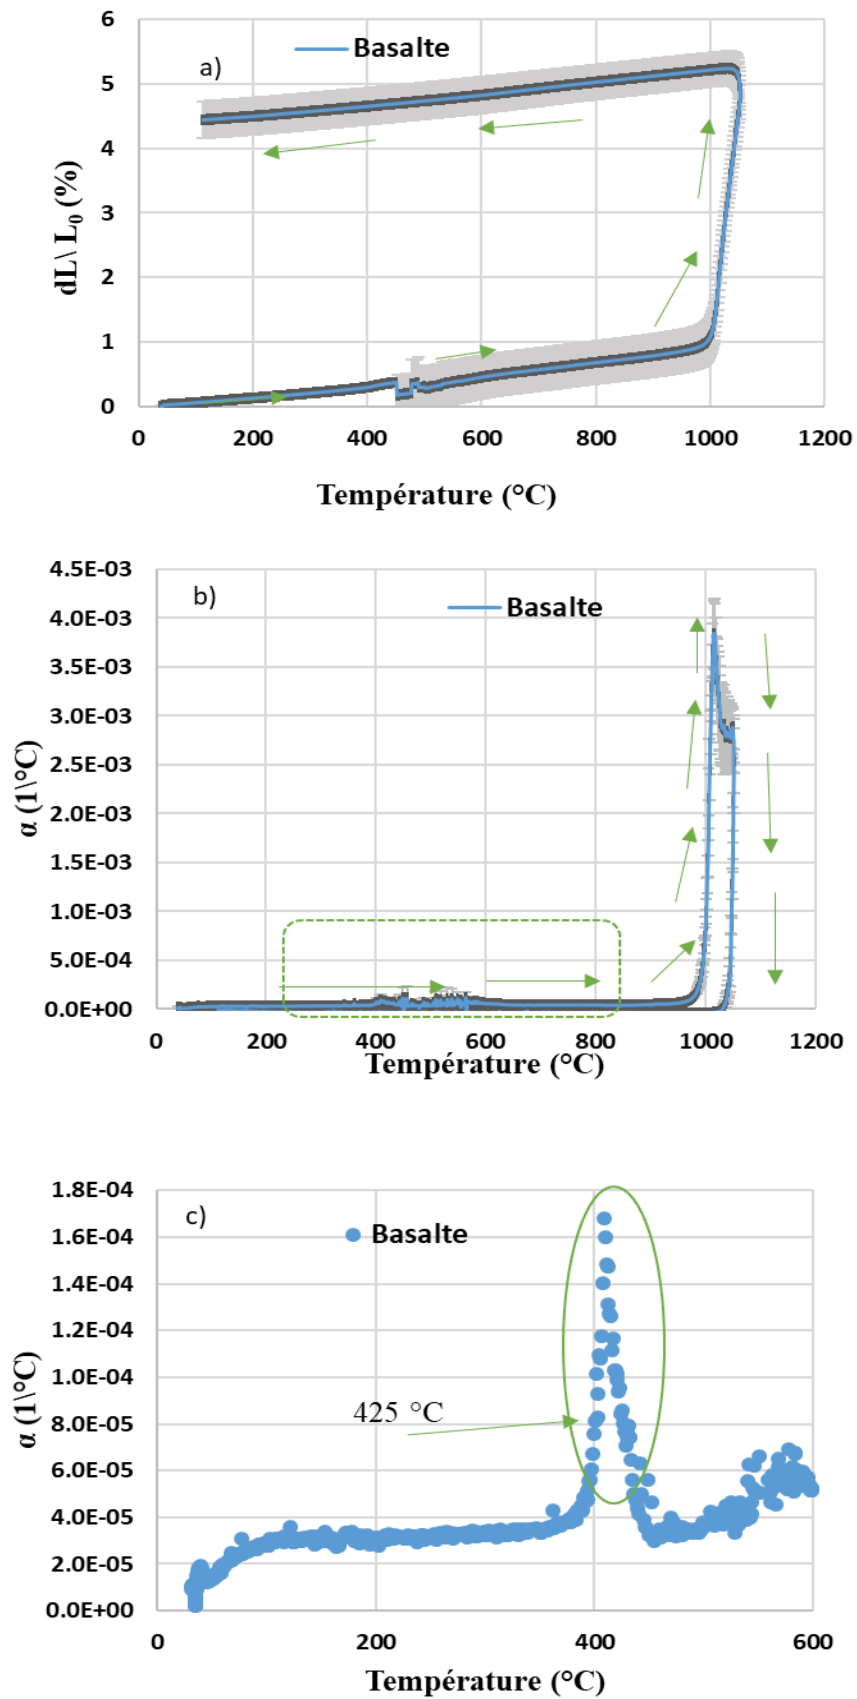 6
Basalte
a)
5
4
3
2
1
0
dL\ L0 (%)
0 200 400 600 800 1000 1200
Température (°C)
4.5E-03
b)
Basalte
4.0E-03
3.5E-03
3.0E-03
2.5E-03
2.0E-03
1.5E-03
1.0E-03
5.0E-04
0.0E+00
α (1\°C)
0 200 400 600 800 1000 1200
Température (°C)
1.8E-04
c)
Basalte
1.6E-04
1.4E-04
1.2E-04
1.0E-04
425 °C
8.0E-05
6.0E-05
4.0E-05
2.0E-05
0.0E+00
α (1\°C)
0 200 400 600
Température (°C)